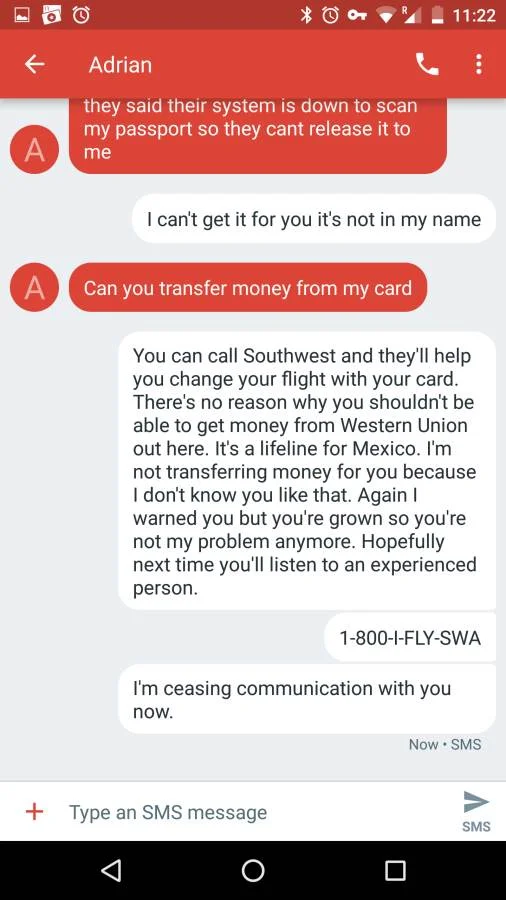 R
11:22
Adrian
they said their system is down to scan
my passport so they cant release it to
me
A
I can't get it for you it's not in my name
A
Can you transfer money from my card
You can call Southwest and they'll help
you change your flight with your card.
There's no reason why you shouldn't be
able to get money from Western Union
out here. It's a lifeline for Mexico. I'm
not transferring money for you because
I don't know you like that. Again I
warned you but you're grown so you're
not my problem anymore. Hopefully
next time you'll listen to an experienced
person.
1-800-I-FLY-SWA
I'm ceasing communication with you
now.
Now • SMS
Type an SMS message
SMS